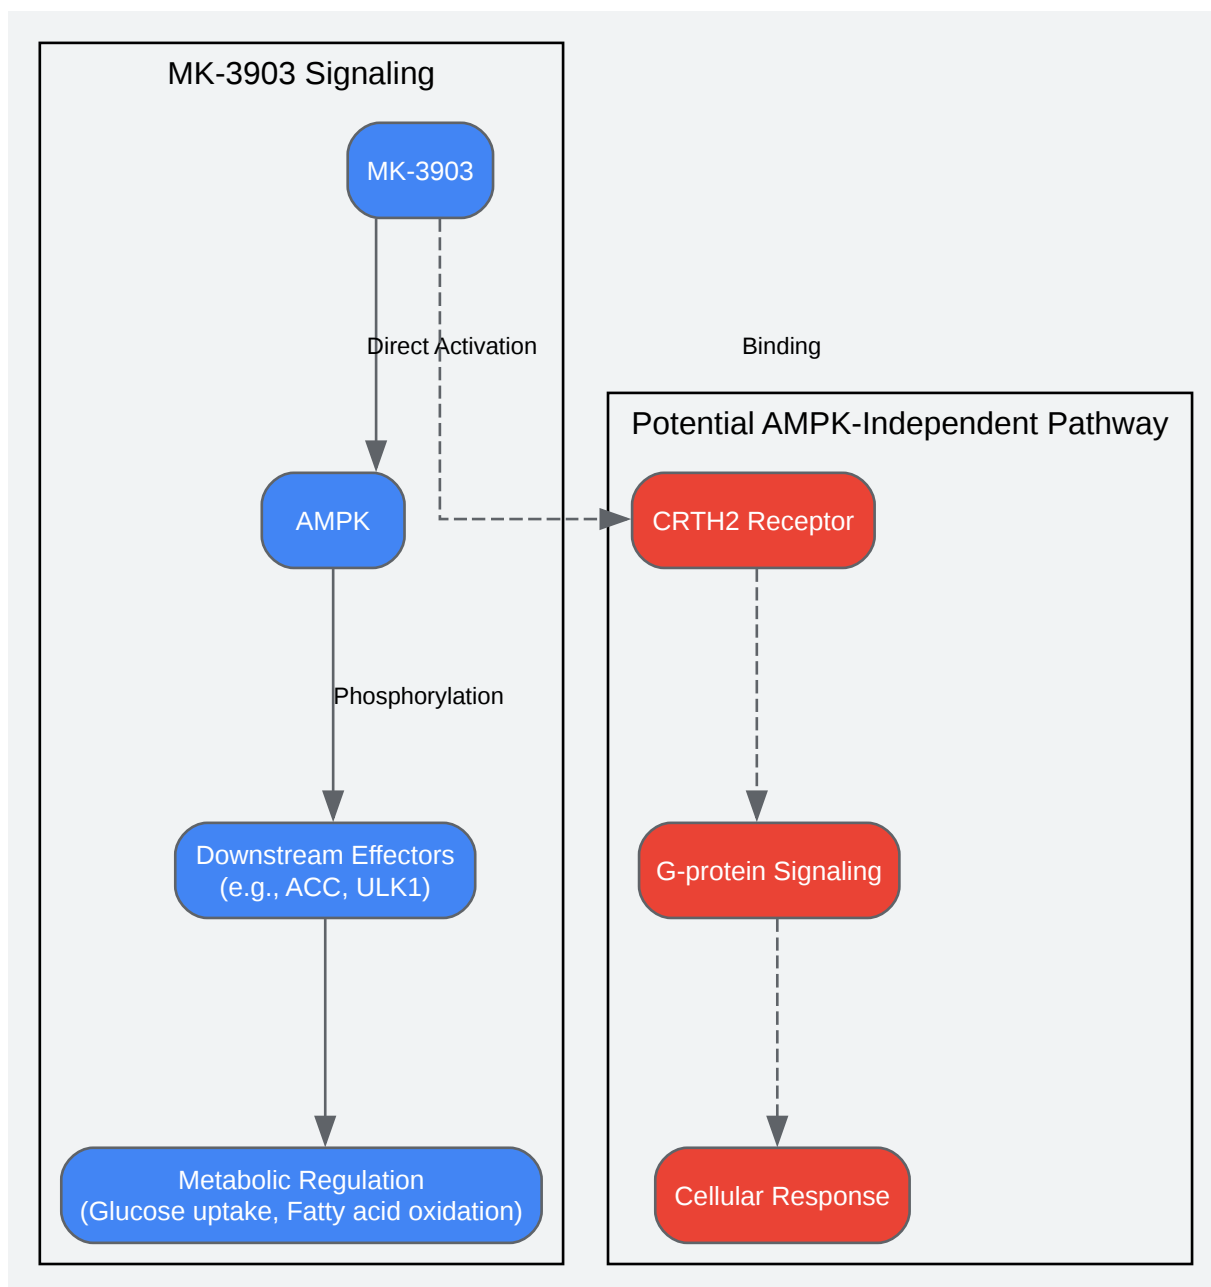 MK-3903 Signaling
MK-3903
Direct Activation
Binding
Potential AMPK-Independent Pathway
AMPK
CRTH2 Receptor
Phosphorylation
Downstream Effectors
(e.g., ACC, ULK1)
G-protein Signaling
Metabolic Regulation
(Glucose uptake, Fatty acid oxidation)
Cellular Response